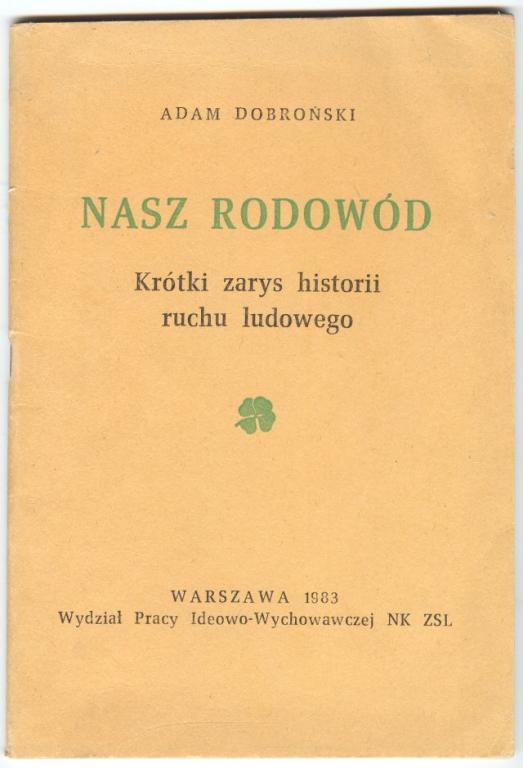 ADAM DOBROŃSKI
NASZ RODOWÓD
Krótki zarys historii
ruchu ludowego
WARSZAWA 1983
Wydział Pracy Ideowo-Wychowawczej NK ZSL